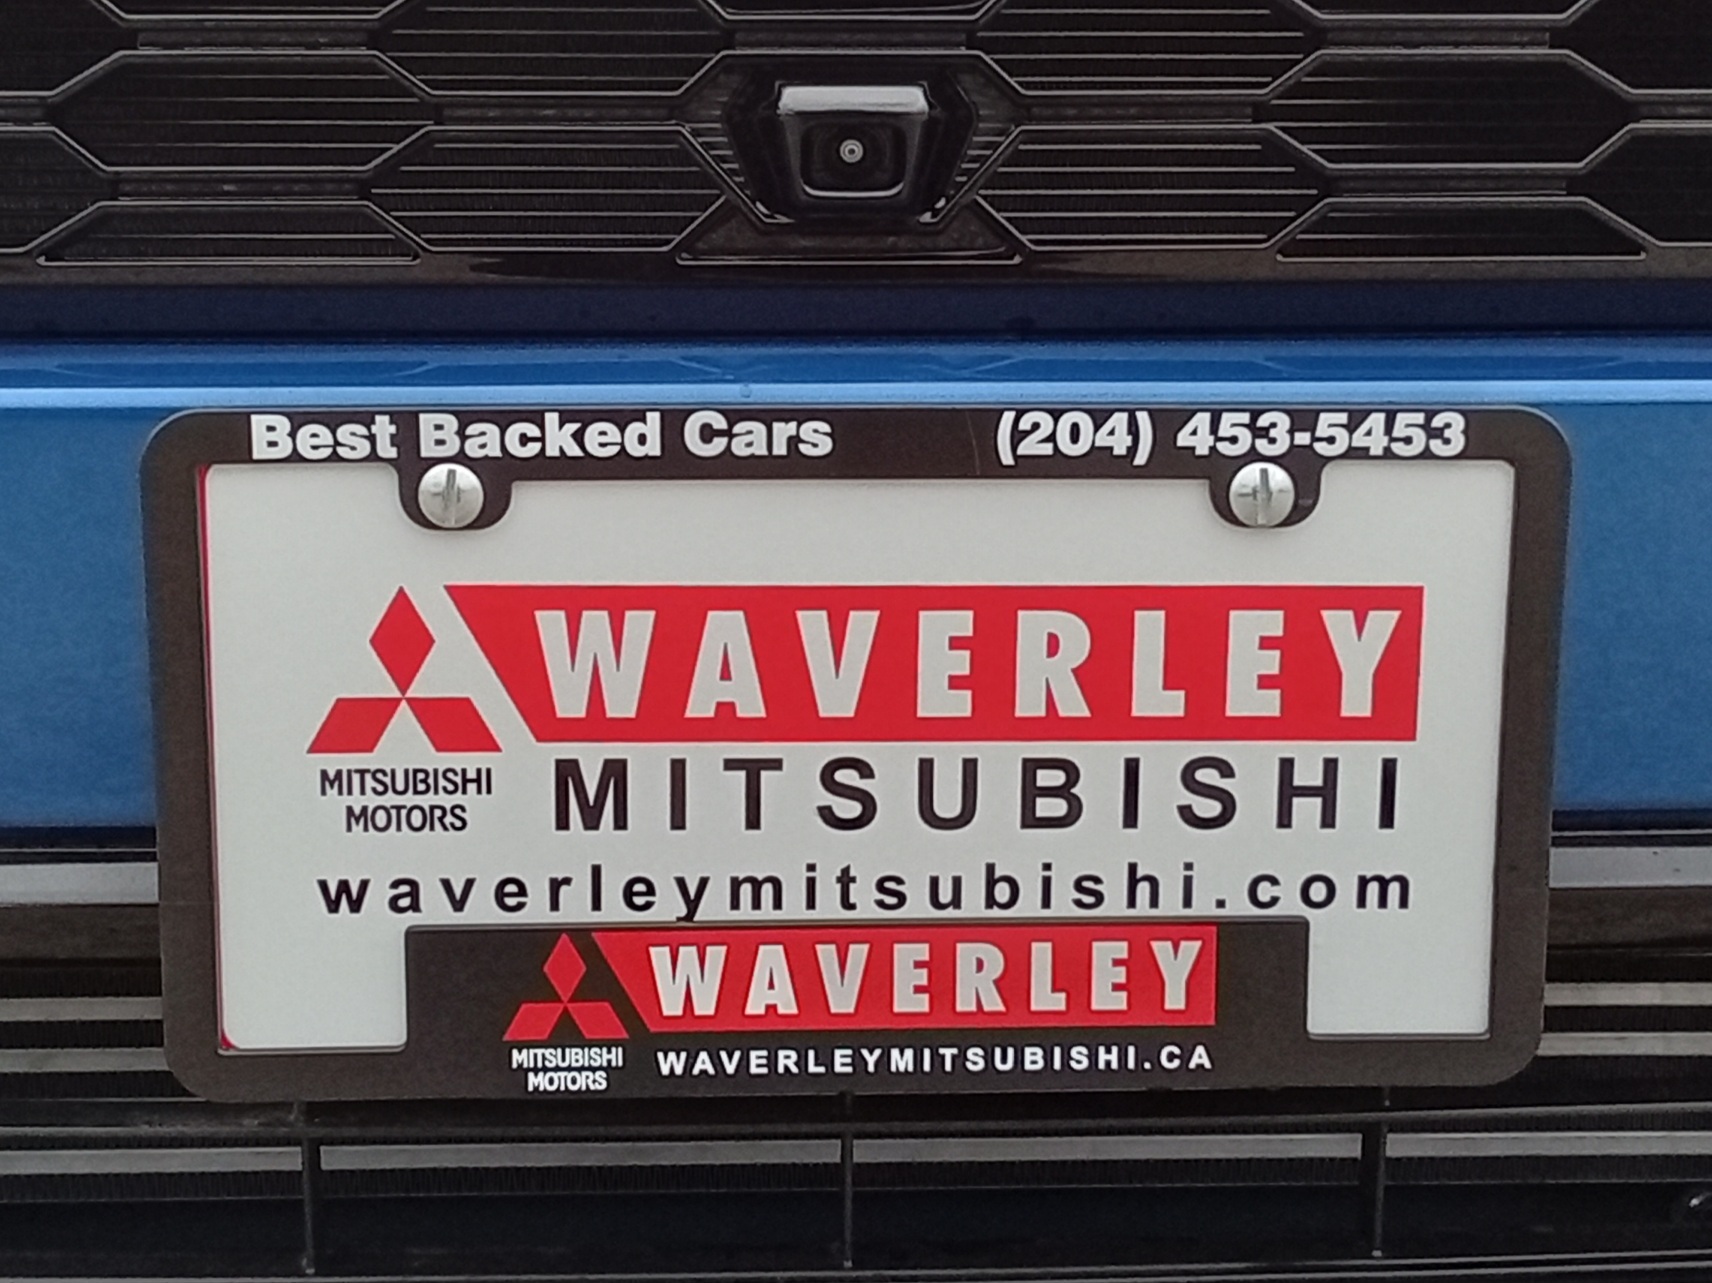 Best Backed Cars (204) 453-5453
WAVERLEY
MITSUBISHI
MOTORS
MITSUBISHI
waverleymitsubishi.com
WAVERLEY
MITSUBISHI
MOTORS
WAVERLEYMITSUBISHI.CA